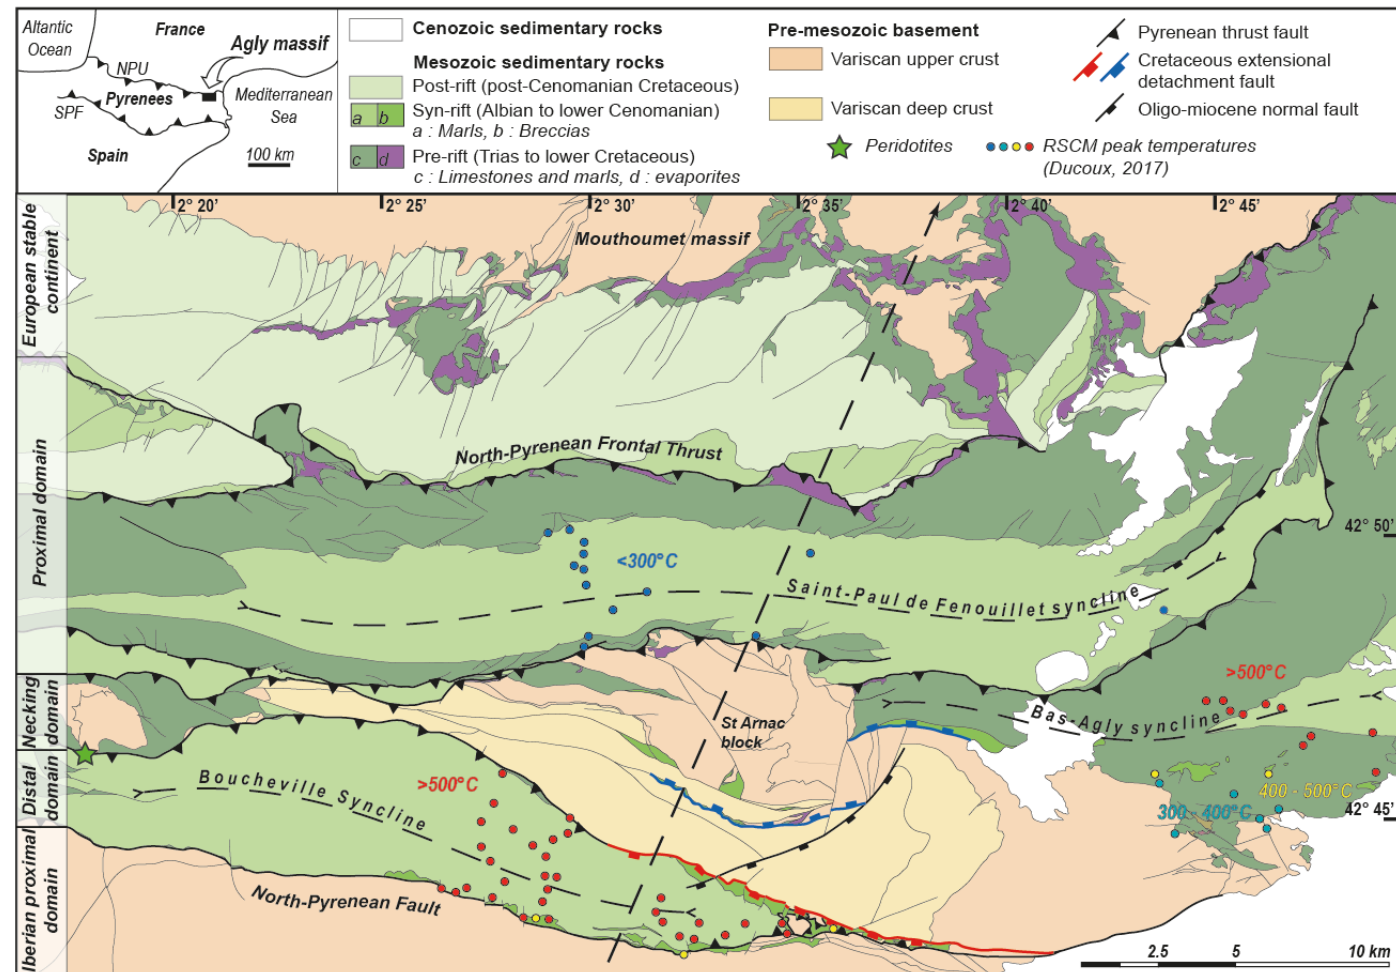 Altantic
Ocean
France
Agly massif
NPU
Pyrenees
SPF
Mediterranean
Sea
Spain
100 km
Cenozoic sedimentary rocks
Mesozoic sedimentary rocks
Post-rift (post-Cenomanian Cretaceous)
a b
Syn-rift (Albian to lower Cenomanian)
a : Marls, b : Breccias
c d
Pre-rift (Trias to lower Cretaceous)
c : Limestones and marls, d : evaporites
Pre-mesozoic basement
Variscan upper crust
Variscan deep crust
Peridotites
Pyrenean thrust fault
Cretaceous extensional
detachment fault
Oligo-miocene normal fault
RSCM peak temperatures
(Ducoux, 2017)
2° 20'
2° 25'
2° 30'
2° 35'
2° 40'
2° 45'
European stable
continent
Mouthoumet massif
North-Pyrenean Frontal Thrust
Proximal domain
42° 50'
<300°C
Saint-Paul de Fenouillet syncline
Necking
domain
>500°C
Bas-Agly syncline
St Arnac
block
Distal
domain
Boucheville Syncline
>500°C
400 - 500°C
300 - 400°C
42° 45'
Iberian proximal
domain
North-Pyrenean Fault
2.5
5
10 km